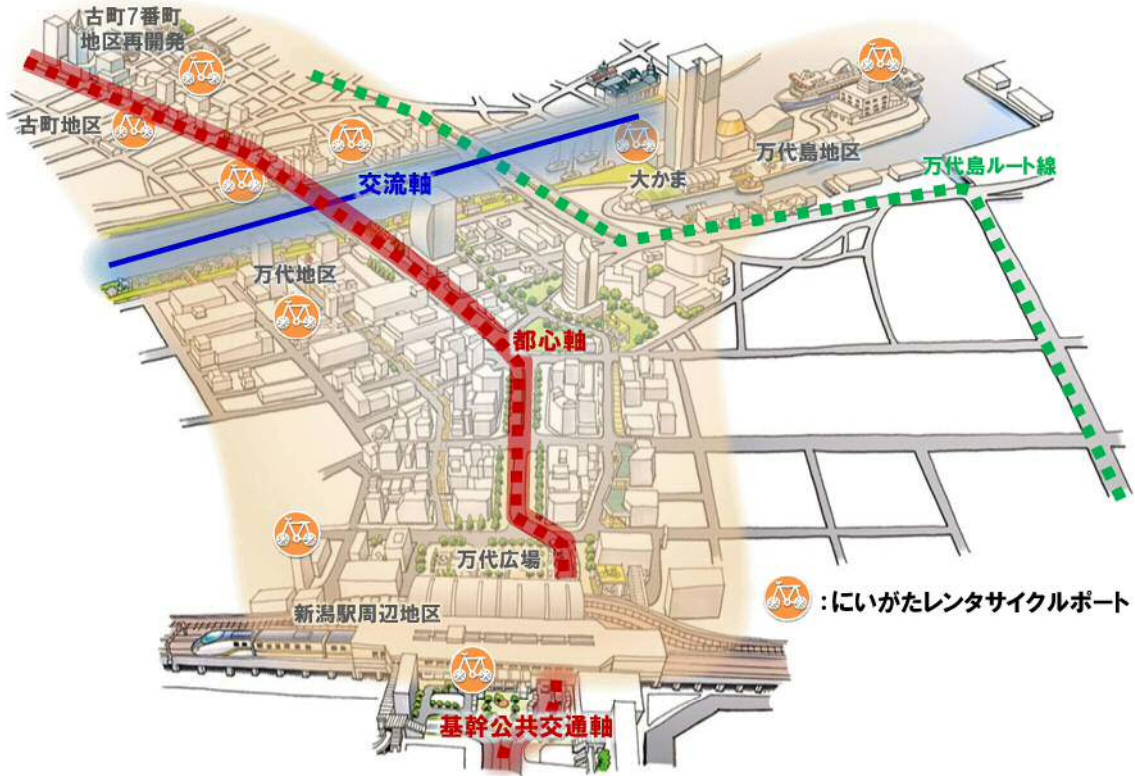 古町7番町
地区再開発
古町地区
交流軸
大かま
万代島地区
万代島ルート線
万代地区
都心軸
万代広場
新潟駅周辺地区
:にいがたレンタサイクルポート
基幹公共交通軸